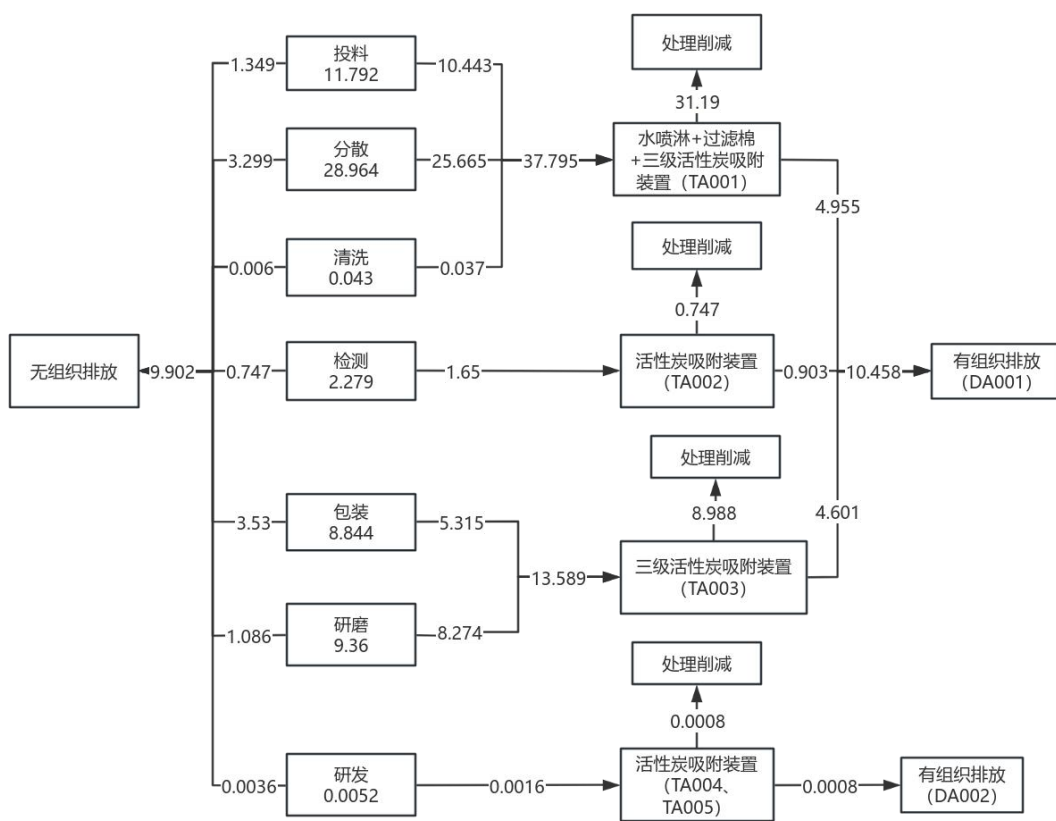 处理削减
投料
11.792
1.349
10.443
31.19
水喷淋+过滤棉
+三级活性炭吸附
装置（TA001）
分散
28.964
3.299
25.665
37.795
4.955
处理削减
清洗
0.043
0.006
0.037
0.747
无组织排放
9.902
0.747
检测
2.279
1.65
活性炭吸附装置
（TA002）
0.903
10.458
有组织排放
（DA001）
处理削减
包装
8.844
3.53
5.315
8.988
4.601
13.589
三级活性炭吸附装置
（TA003）
研磨
9.36
1.086
8.274
处理削减
0.0008
研发
0.0052
0.0036
0.0016
活性炭吸附装置
（TA004、
TA005）
0.0008
有组织排放
（DA002）